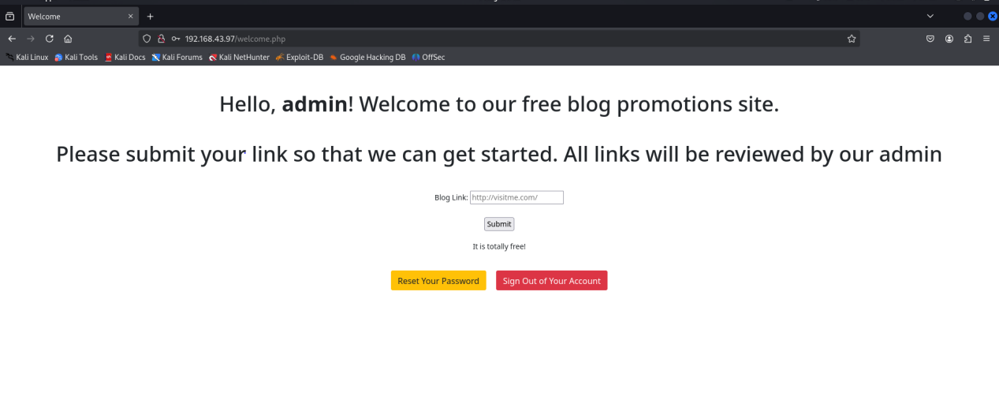 Welcome
192.168.43.97/welcome.php
Kali Linux Kali Tools Kali Docs Kali Forums Kali NetHunter Exploit-DB Google Hacking DB OffSec
Hello, admin! Welcome to our free blog promotions site.
Please submit your link so that we can get started. All links will be reviewed by our admin
Blog Link: http://visitme.com/
Submit
It is totally free!
Reset Your Password Sign Out of Your Account